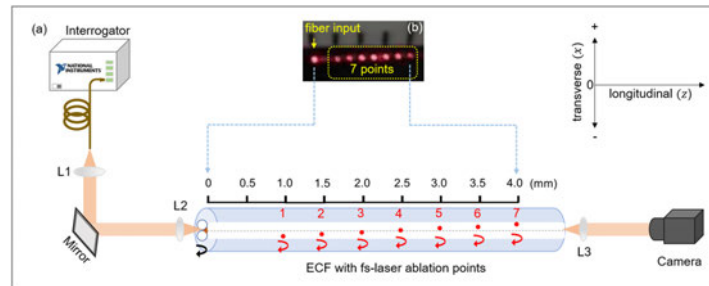 (a)
Interrogator
NATIONAL
INSTRUMENTS
fiber input
(b)
7 points
+
transverse (x)
0
longitudinal (z)
-
L1
L2
Mirror
0 0.5 1.0 1.5 2.0 2.5 3.0 3.5 4.0 (mm)
1 2 3 4 5 6 7
L3
ECF with fs-laser ablation points
Camera